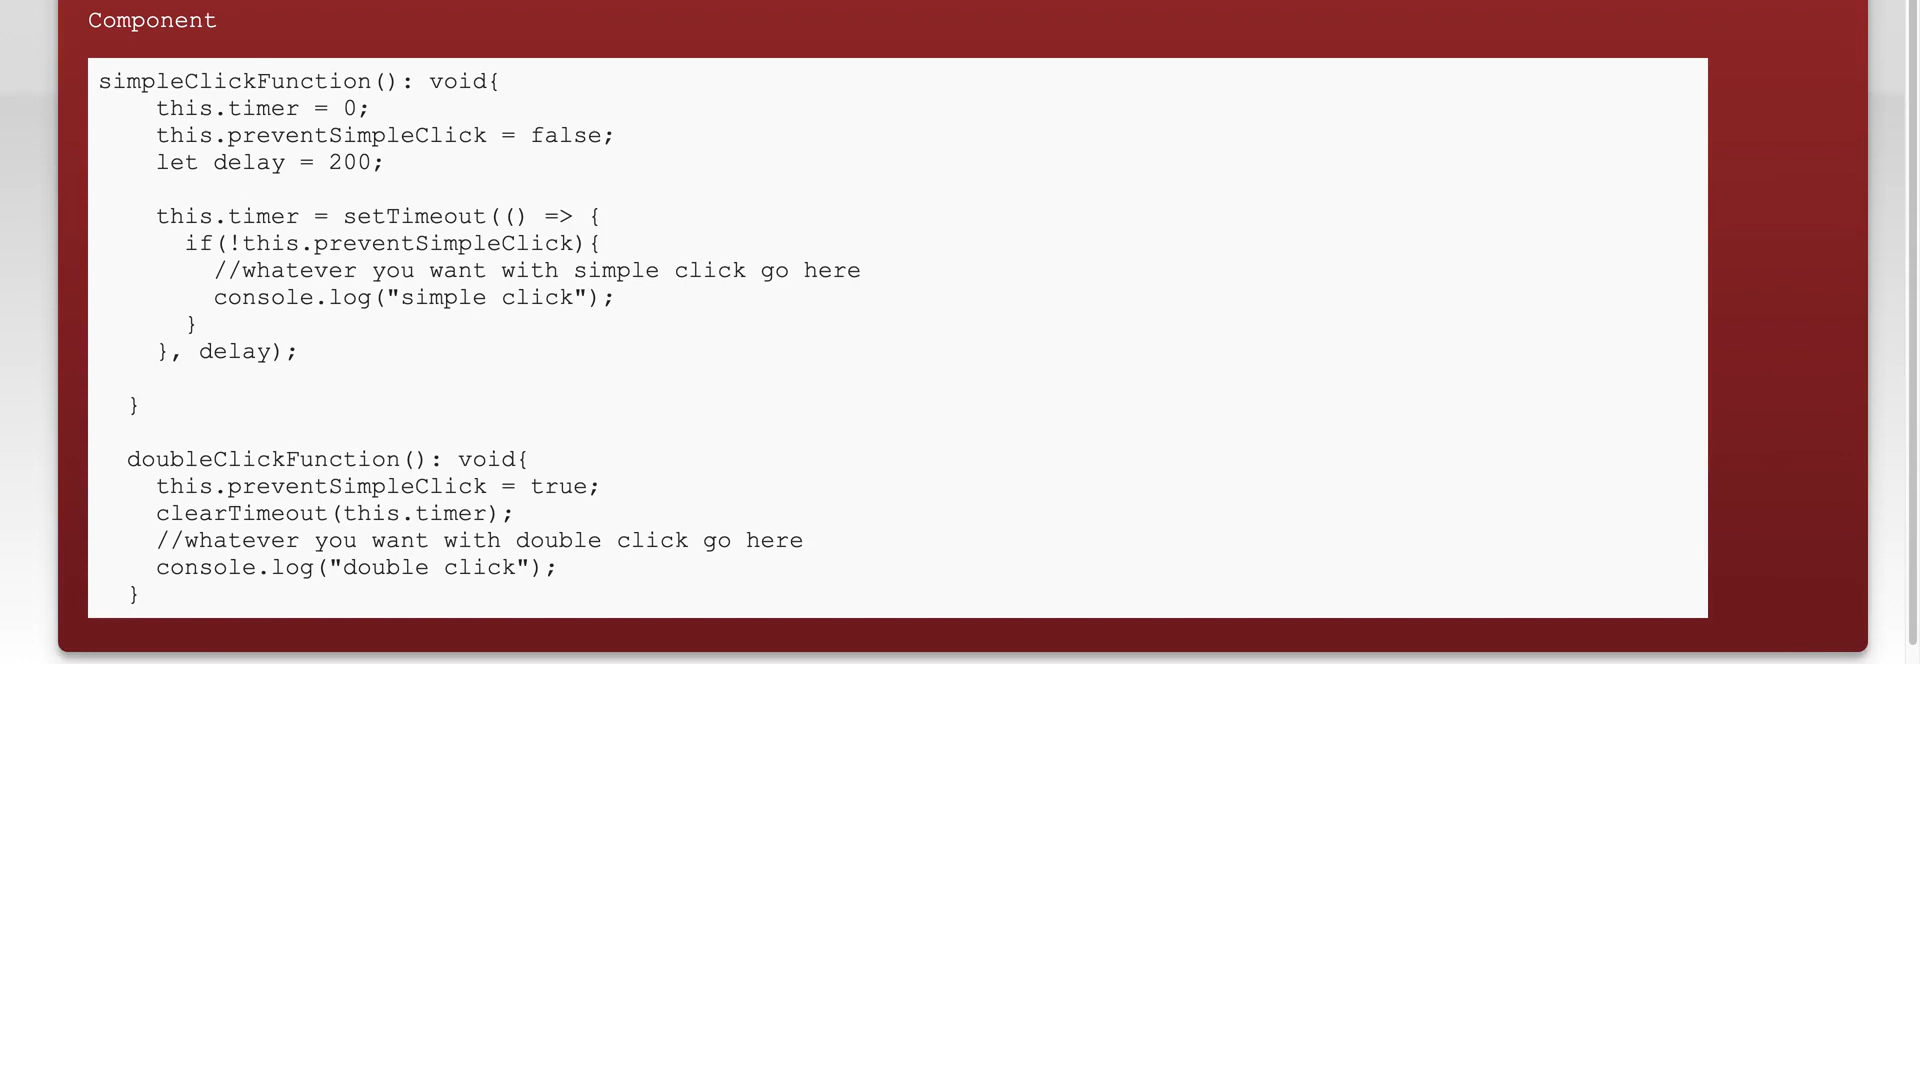 Component
simpleClickFunction(): void{
    this.timer = 0;
    this.preventSimpleClick = false;
    let delay = 200;

    this.timer = setTimeout(() => {
      if(!this.preventSimpleClick){
        //whatever you want with simple click go here
        console.log("simple click");
      }
    }, delay);

  }

  doubleClickFunction(): void{
    this.preventSimpleClick = true;
    clearTimeout(this.timer);
    //whatever you want with double click go here
    console.log("double click");
  }